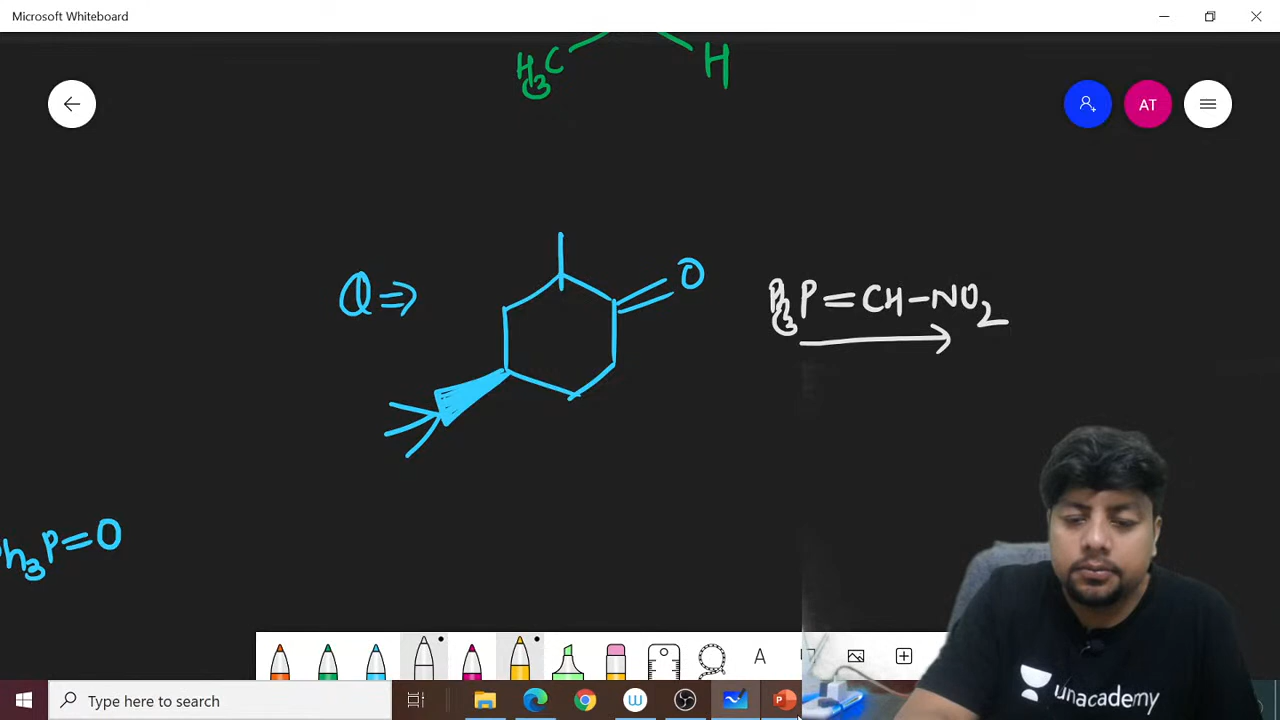 Microsoft Whiteboard
H3C H
AT
Q⇒ O
Ph3P=CH-NO2
Ph3P=O
A
Type here to search
unacademy